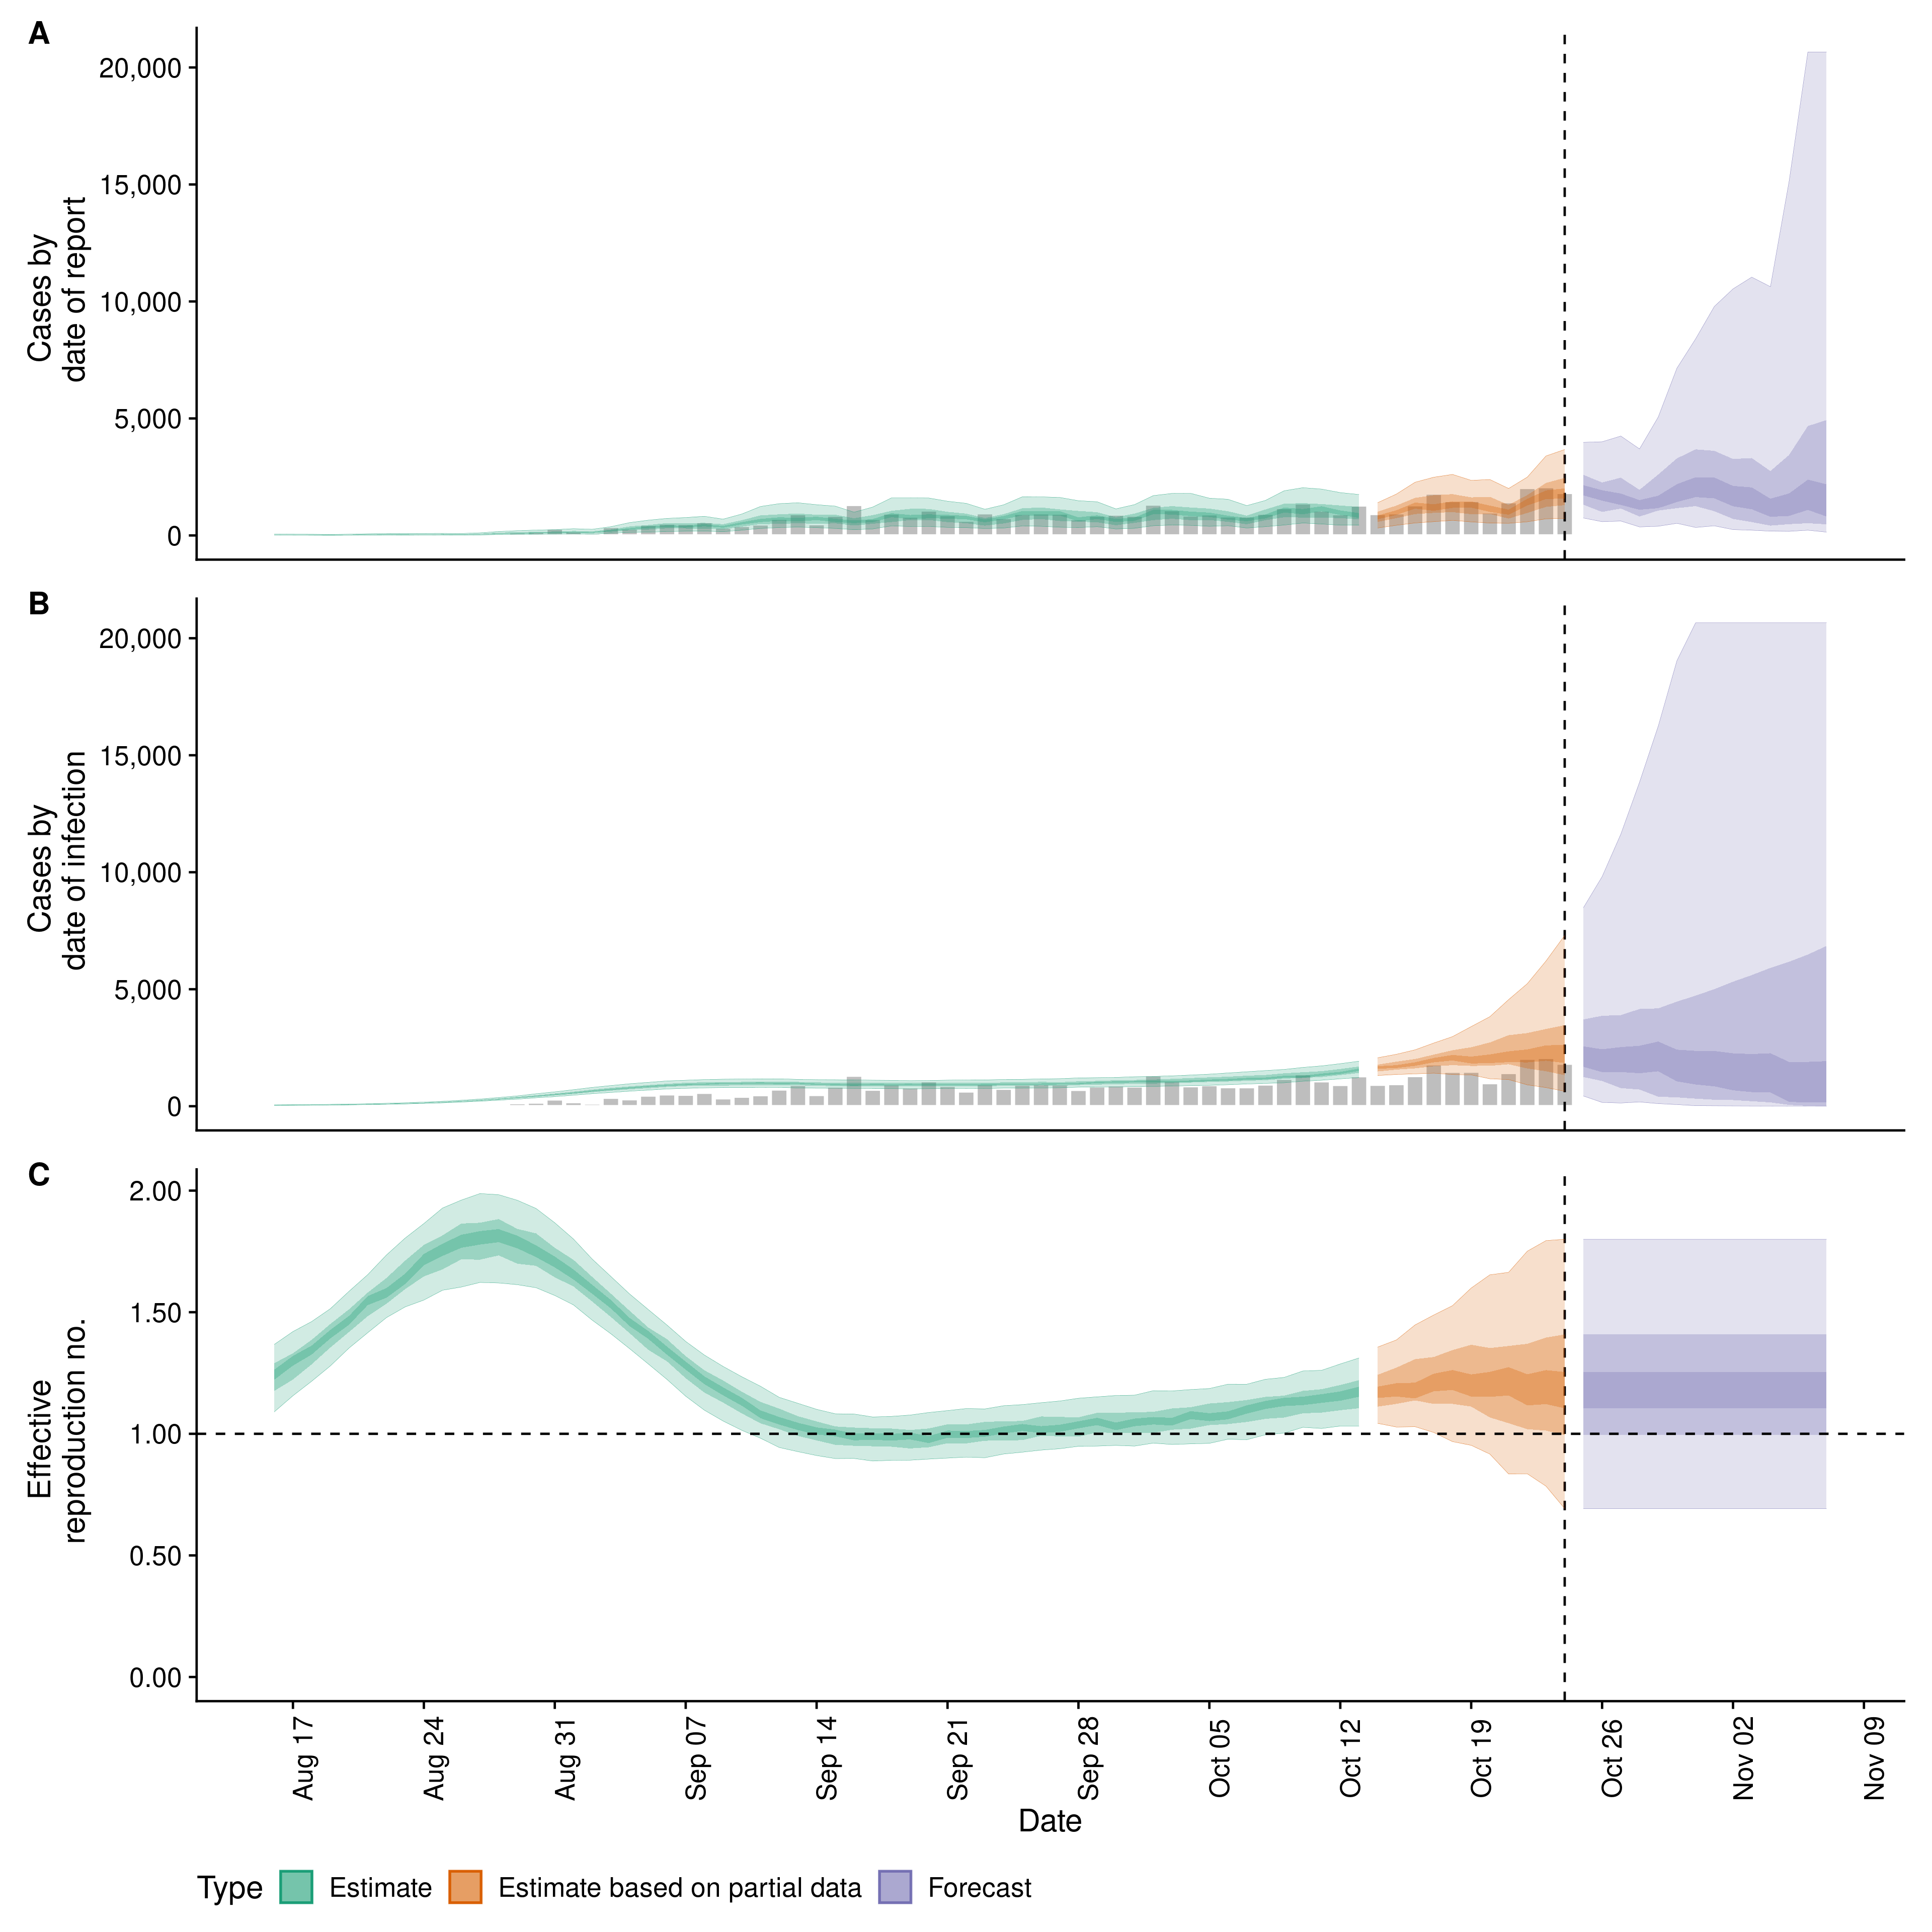 A
20,000
15,000
10,000
5,000
0
Cases by
date of report
B
20,000
15,000
10,000
5,000
0
Cases by
date of infection
C
2.00
1.50
1.00
0.50
0.00
Effective
reproduction no.
Aug 17
Aug 24
Aug 31
Sep 07
Sep 14
Sep 21
Sep 28
Oct 05
Oct 12
Oct 19
Oct 26
Nov 02
Nov 09
Date
Type Estimate Estimate based on partial data Forecast